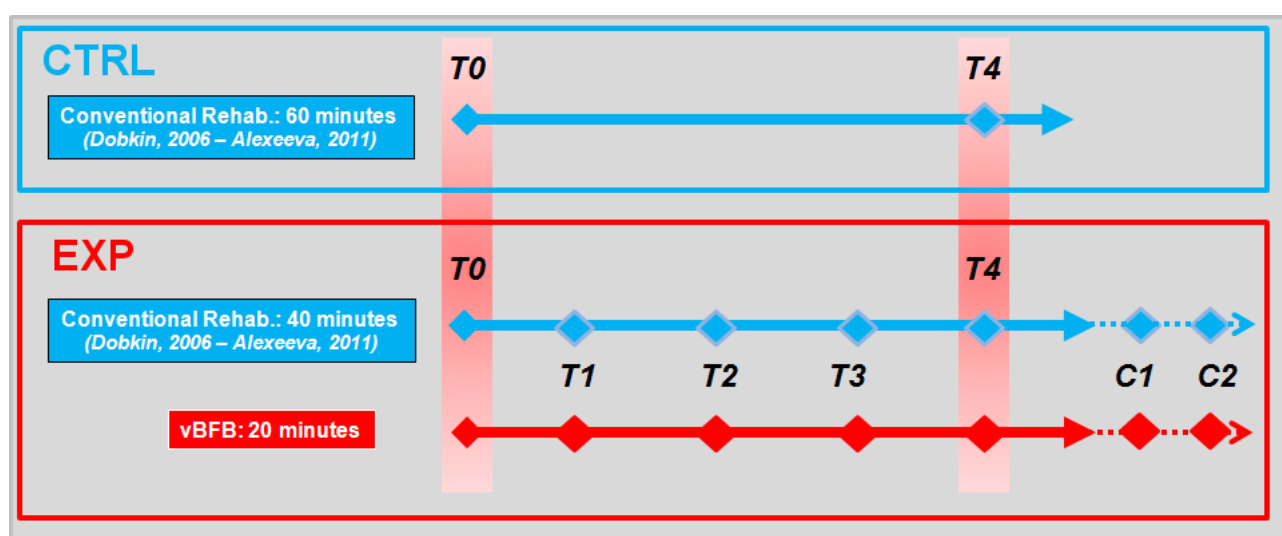 CTRL
T0 T4
Conventional Rehab.: 60 minutes
(Dobkin, 2006 – Alexeeva, 2011)
EXP
T0 T4
Conventional Rehab.: 40 minutes
(Dobkin, 2006 – Alexeeva, 2011)
T1 T2 T3 C1 C2
vBFB: 20 minutes